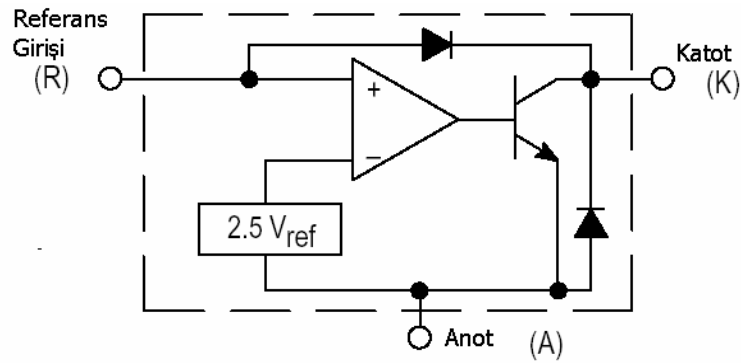 Referans
Girişi
(R)
Katot
(K)
+
−
2.5 Vref
Anot
(A)